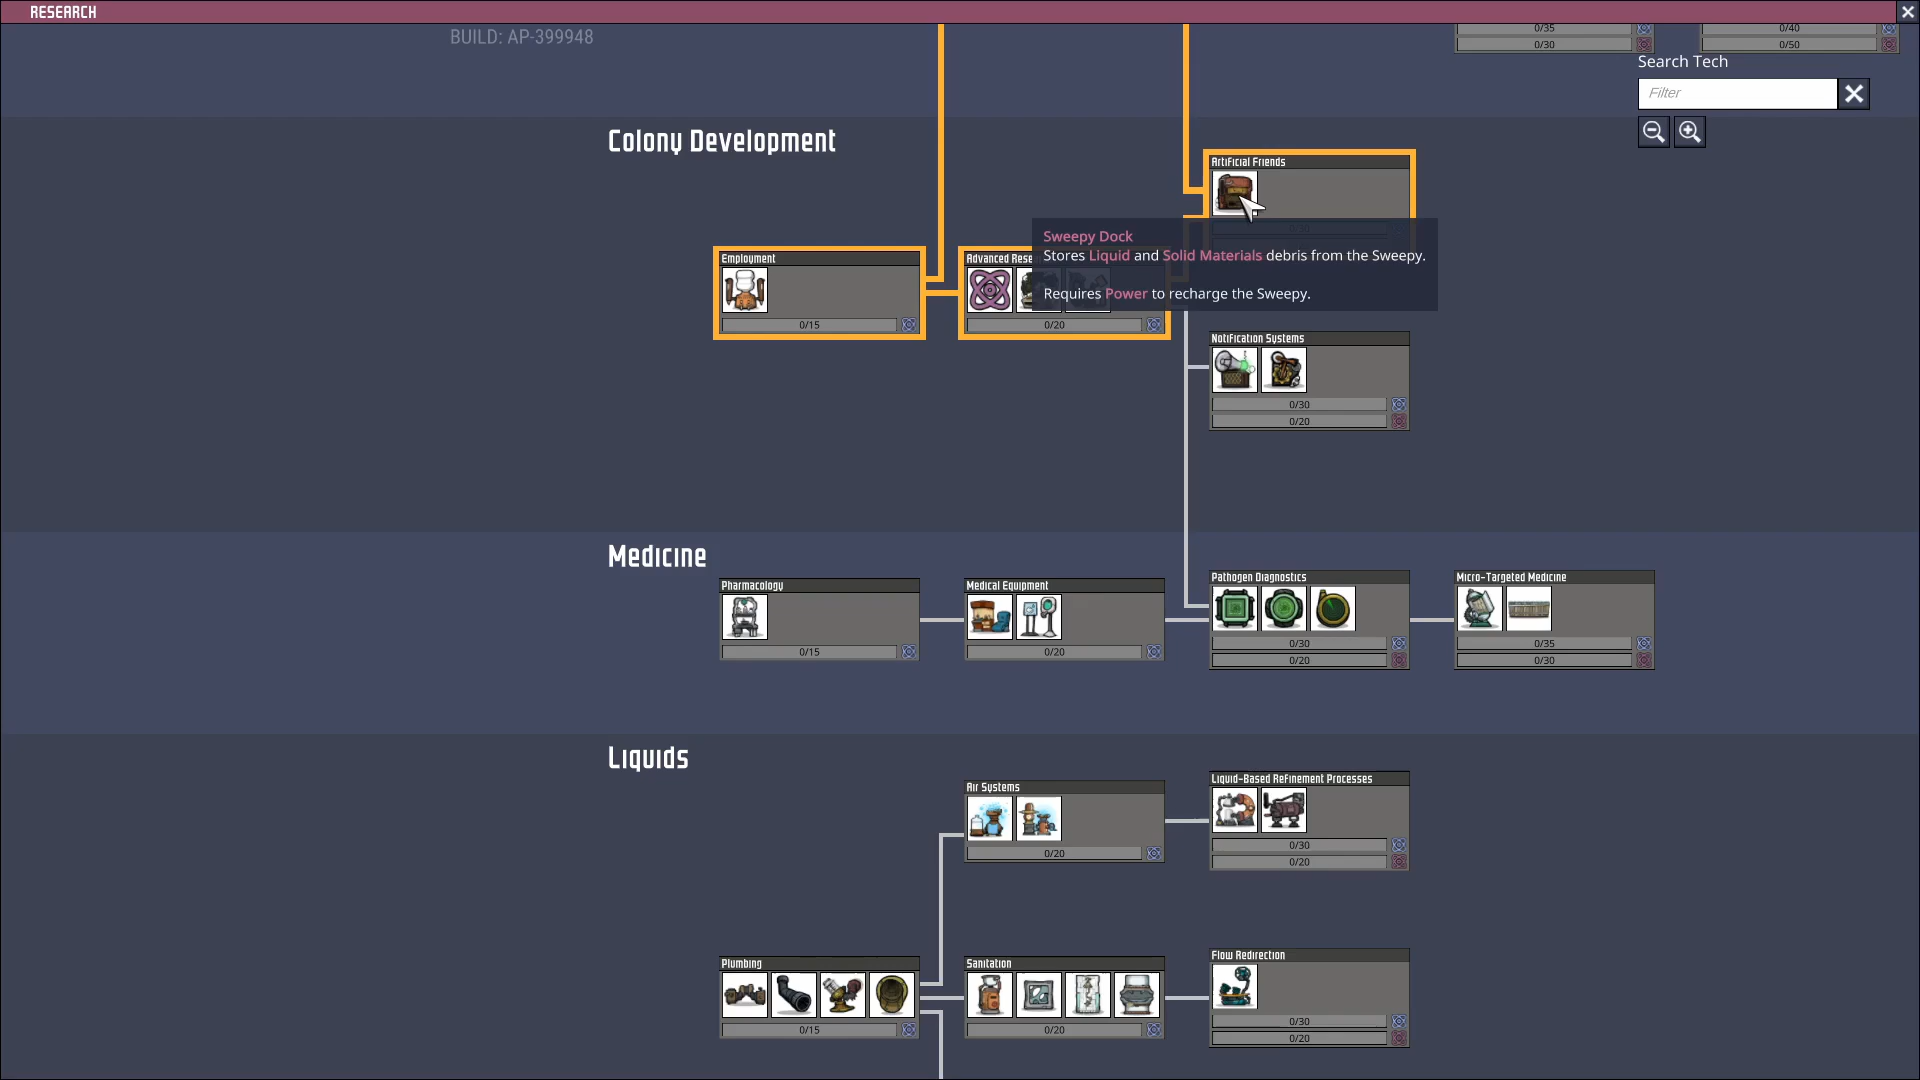 RESEARCH
BUILD: AP-399948
0/35
0/30
0/40
0/50
Search Tech
Filter
Colony Development
Artificial Friends
Sweepy Dock
Stores Liquid and Solid Materials debris from the Sweepy.
Requires Power to recharge the Sweepy.
Employment
0/15
Advanced Rese
0/20
Notification Systems
0/30
0/20
Medicine
Pharmacology
0/15
Medical Equipment
0/20
Pathogen Diagnostics
0/30
0/20
Micro-Targeted Medicine
0/35
0/30
Liquids
Air Systems
0/20
Liquid-Based Refinement Processes
0/30
0/20
Plumbing
0/15
Sanitation
0/20
Flow Redirection
0/30
0/20